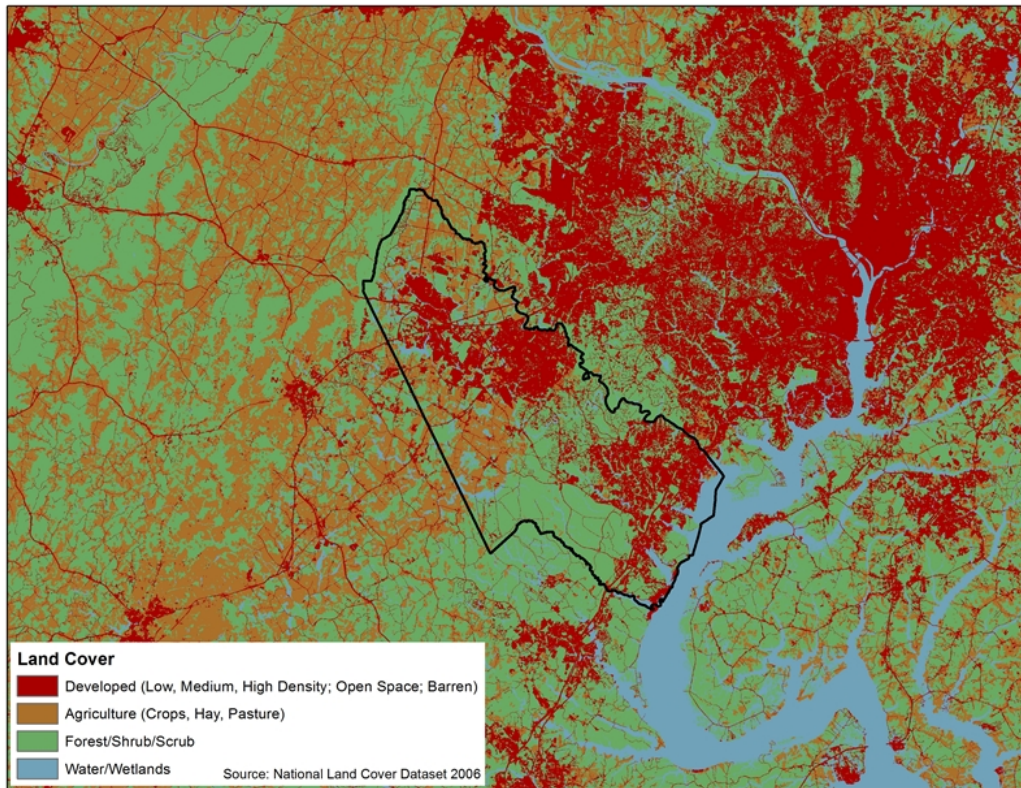 Land Cover
Developed (Low, Medium, High Density; Open Space; Barren)
Agriculture (Crops, Hay, Pasture)
Forest/Shrub/Scrub
Water/Wetlands
Source: National Land Cover Dataset 2006